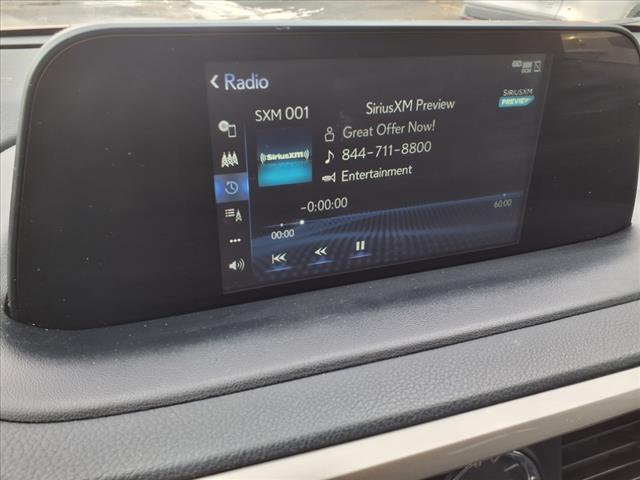 Radio
SXM 001
SiriusXM Preview
SIRIUSXM
PREVIEW
((SiriusXM))
Great Offer Now!
844-711-8800
Entertainment
-0:00:00
00:00
60:00